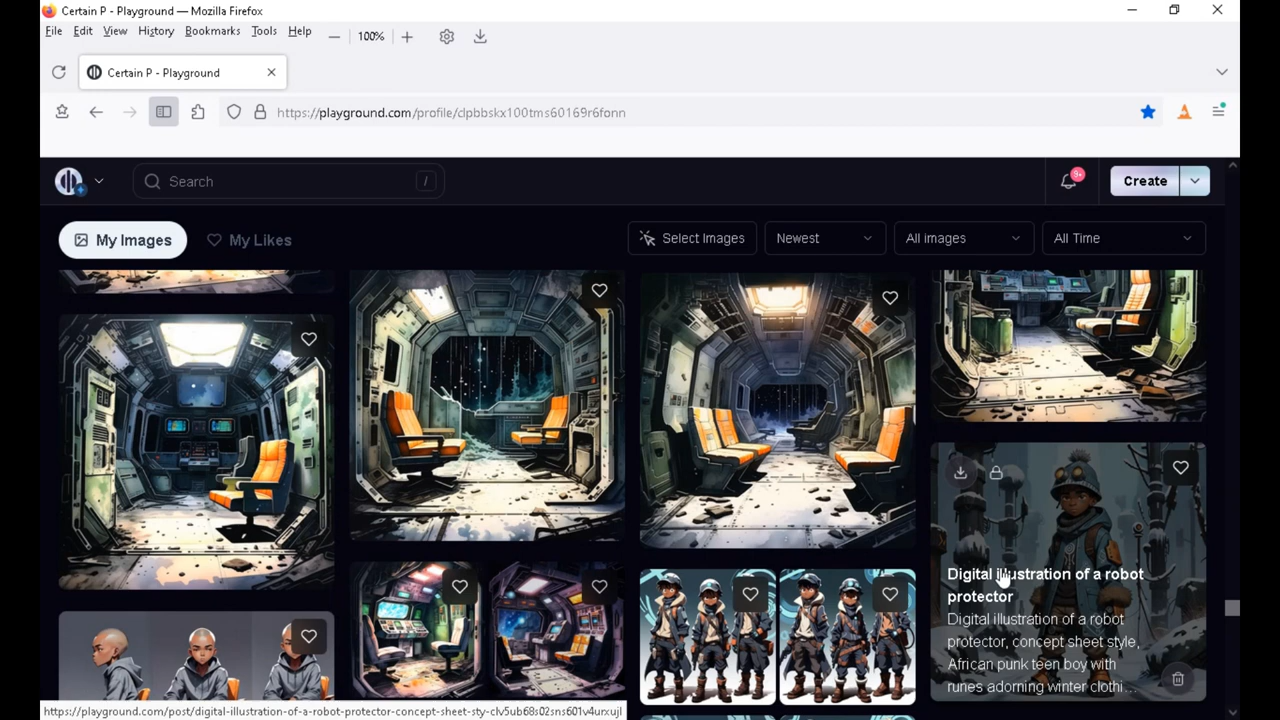 Certain P - Playground — Mozilla Firefox
File Edit View History Bookmarks Tools Help
100%
Certain P - Playground
https://playground.com/profile/clpbbskx100tms60169r6fonn
Search
/
9+
Create
My Images
My Likes
Select Images
Newest
All images
All Time
Digital illustration of a robot
protector
Digital illustration of a robot
protector, concept sheet style,
African punk teen boy with
runes adorning winter clothi...
https://playground.com/post/digital-illustration-of-a-robot-protector-concept-sheet-sty-clv5ub68s02sns601v4urxujl